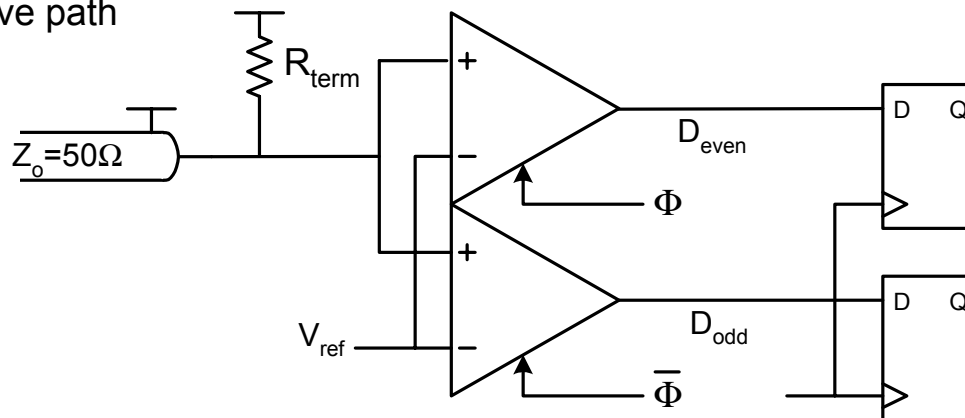 ve path
R_term
+
D Q
Z_o=50Ω
−
D_even
Φ
+
D Q
V_ref
−
D_odd
Φ̅